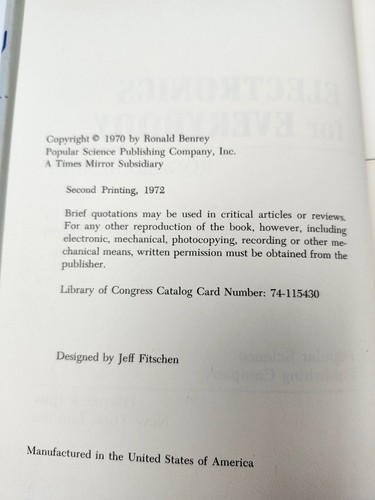 Copyright © 1970 by Ronald Benrey
Popular Science Publishing Company, Inc.
A Times Mirror Subsidiary
Second Printing, 1972
Brief quotations may be used in critical articles or reviews.
For any other reproduction of the book, however, including
electronic, mechanical, photocopying, recording or other me-
chanical means, written permission must be obtained from the
publisher.
Library of Congress Catalog Card Number: 74-115430
Designed by Jeff Fitschen
Manufactured in the United States of America